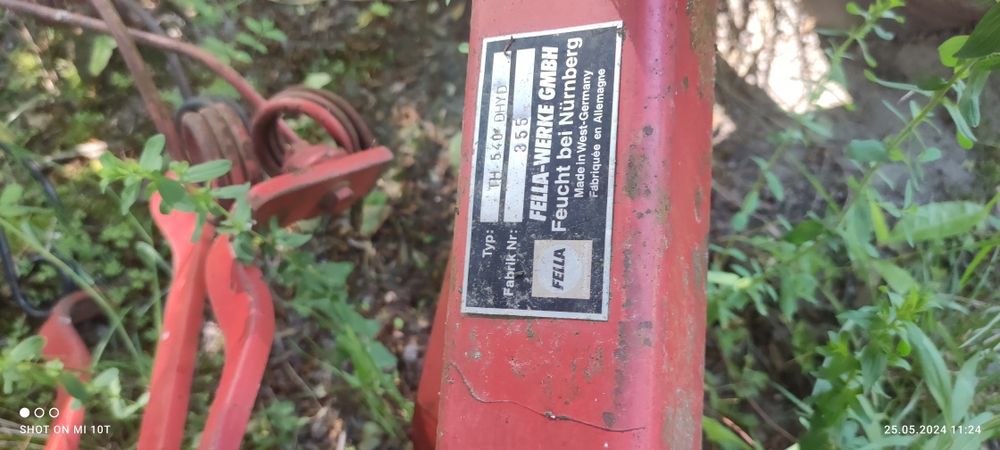 Typ: TH 540 DHYD
Fabrik Nr: 355
FELLA-WERKE GMBH
Feucht bei Nürnberg
Made in West-Germany
Fabriquée en Allemagne
FELLA
SHOT ON MI 10T
25.05.2024 11:24